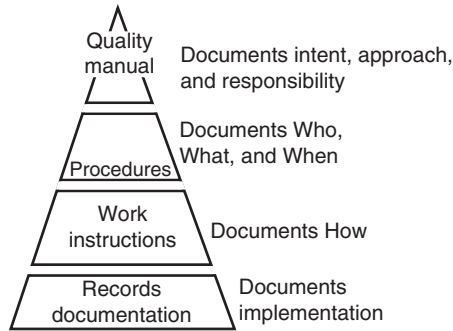 Quality
manual
Documents intent, approach,
and responsibility
Procedures
Documents Who,
What, and When
Work
instructions
Documents How
Records
documentation
Documents
implementation